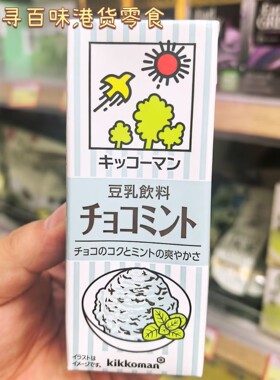 寻百味港货零食
キッコーマン
豆乳飲料
チョコミント
チョコのコクとミントの爽やかさ
イラストは
イメージです。
kikkoman